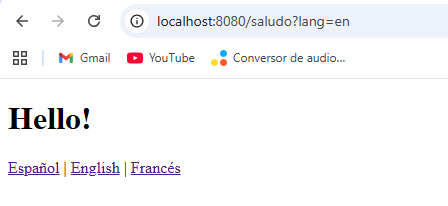 localhost:8080/saludo?lang=en
Gmail YouTube Conversor de audio...
Hello!
Español | English | Francés